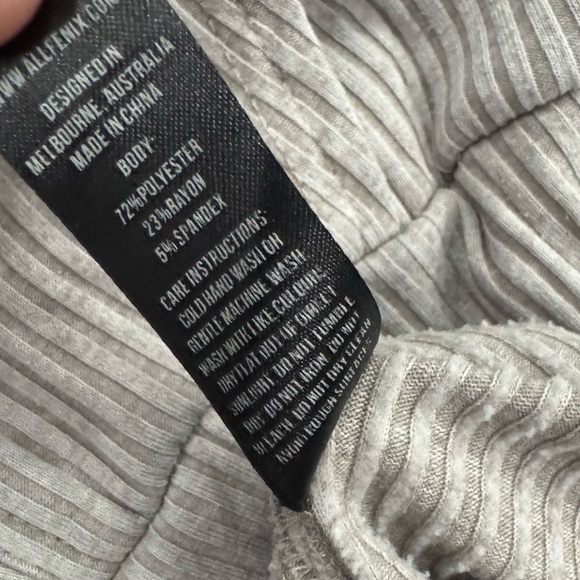 WWW.ALLFENIX.COM
DESIGNED IN
MELBOURNE, AUSTRALIA
MADE IN CHINA
BODY:
72%POLYESTER
23%RAYON
5% SPANDEX
CARE INSTRUCTIONS:
COLD HAND WASH OR
GENTLE MACHINE WASH
WASH WITH LIKE COLOURS
DRY FLAT OUT OF DIRECT
SUNLIGHT. DO NOT TUMBLE
DRY. DO NOT IRON. DO NOT
BLEACH. DO NOT DRY CLEAN
AVOID ROUGH SURFACES